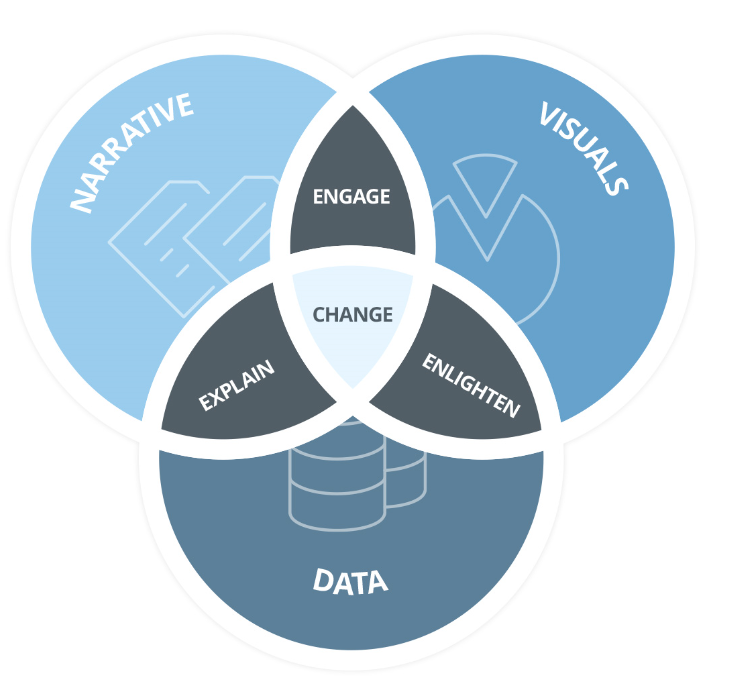 NARRATIVE
VISUALS
ENGAGE
CHANGE
EXPLAIN
ENLIGHTEN
DATA